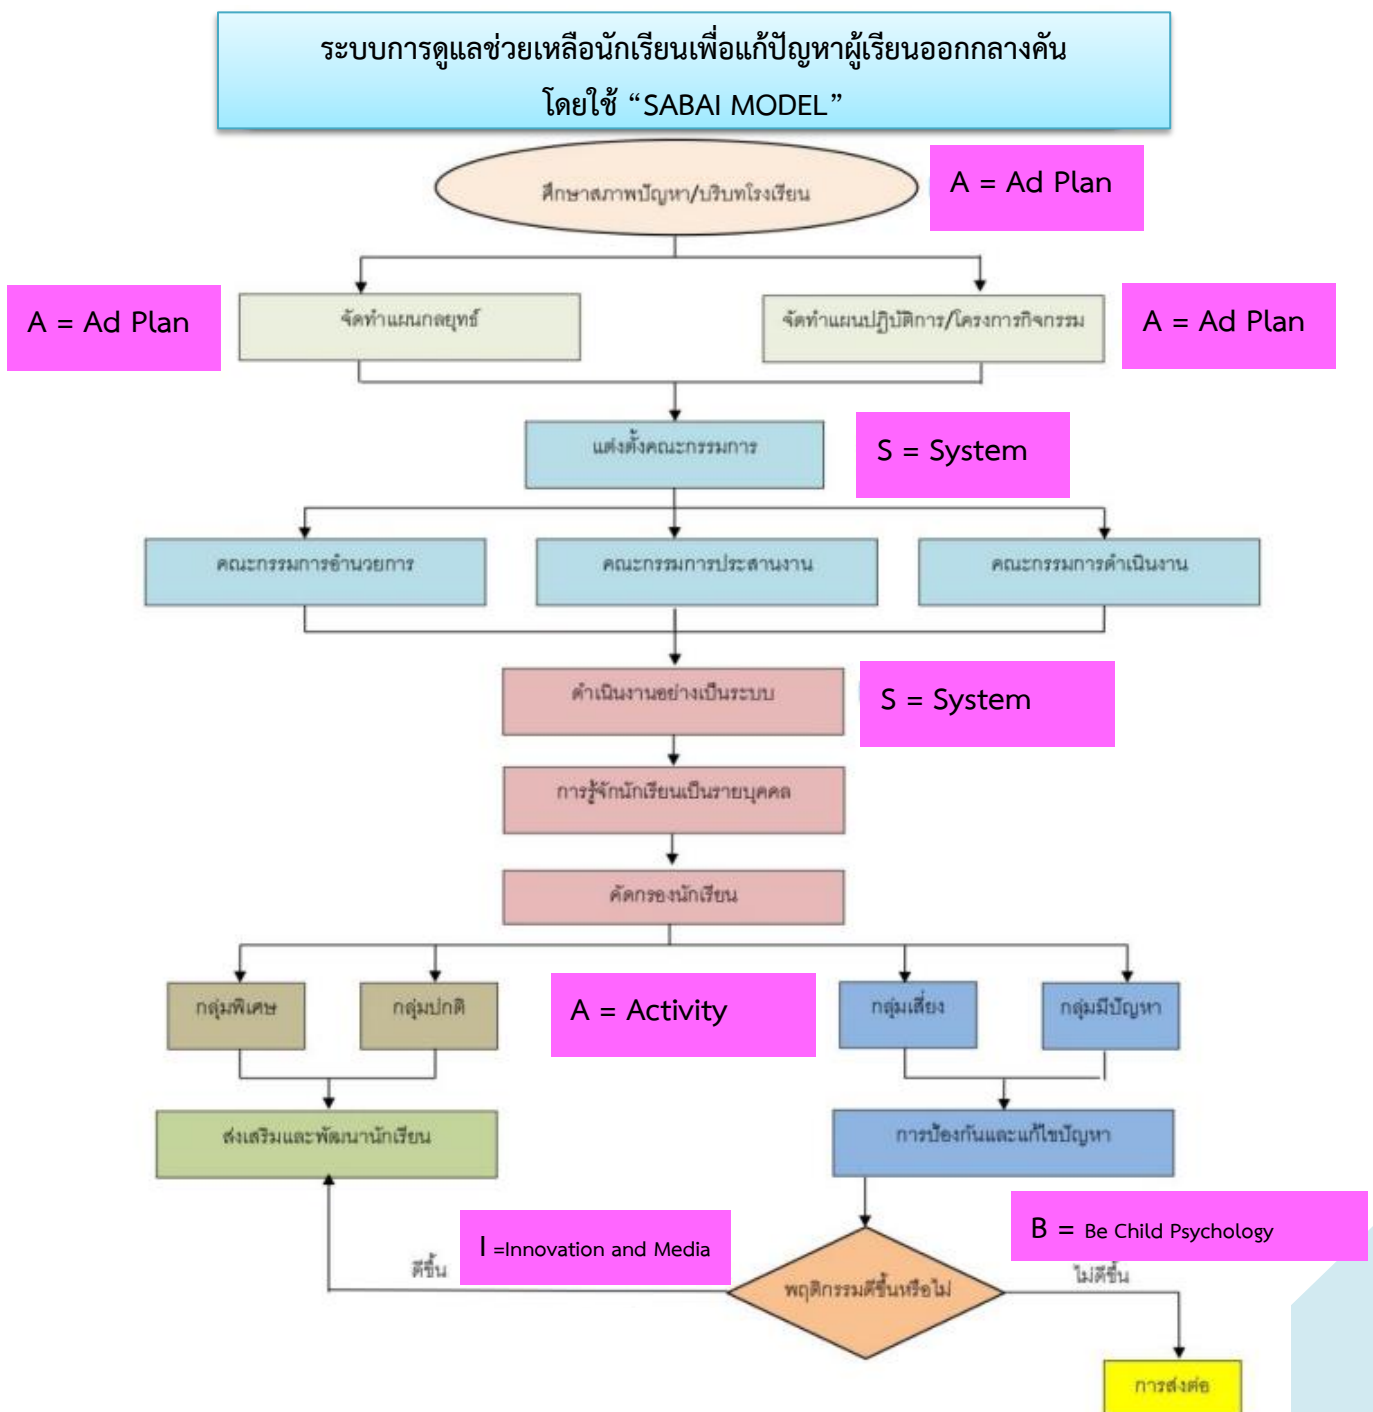 ระบบการดูแลช่วยเหลือนักเรียนเพื่อแก้ปัญหาผู้เรียนออกกลางคัน
โดยใช้ “SABAI MODEL”
ศึกษาสภาพปัญหา/บริบทโรงเรียน
A = Ad Plan
A = Ad Plan
จัดทำแผนกลยุทธ์
จัดทำแผนปฏิบัติการ/โครงการกิจกรรม
A = Ad Plan
แต่งตั้งคณะกรรมการ
S = System
คณะกรรมการอำนวยการ
คณะกรรมการประสานงาน
คณะกรรมการดำเนินงาน
ดำเนินงานอย่างเป็นระบบ
S = System
การรู้จักนักเรียนเป็นรายบุคคล
คัดกรองนักเรียน
กลุ่มพิเศษ
กลุ่มปกติ
A = Activity
กลุ่มเสี่ยง
กลุ่มมีปัญหา
ส่งเสริมและพัฒนานักเรียน
การป้องกันและแก้ไขปัญหา
I =Innovation and Media
B = Be Child Psychology
ดีขึ้น
ไม่ดีขึ้น
พฤติกรรมดีขึ้นหรือไม่
การส่งต่อ